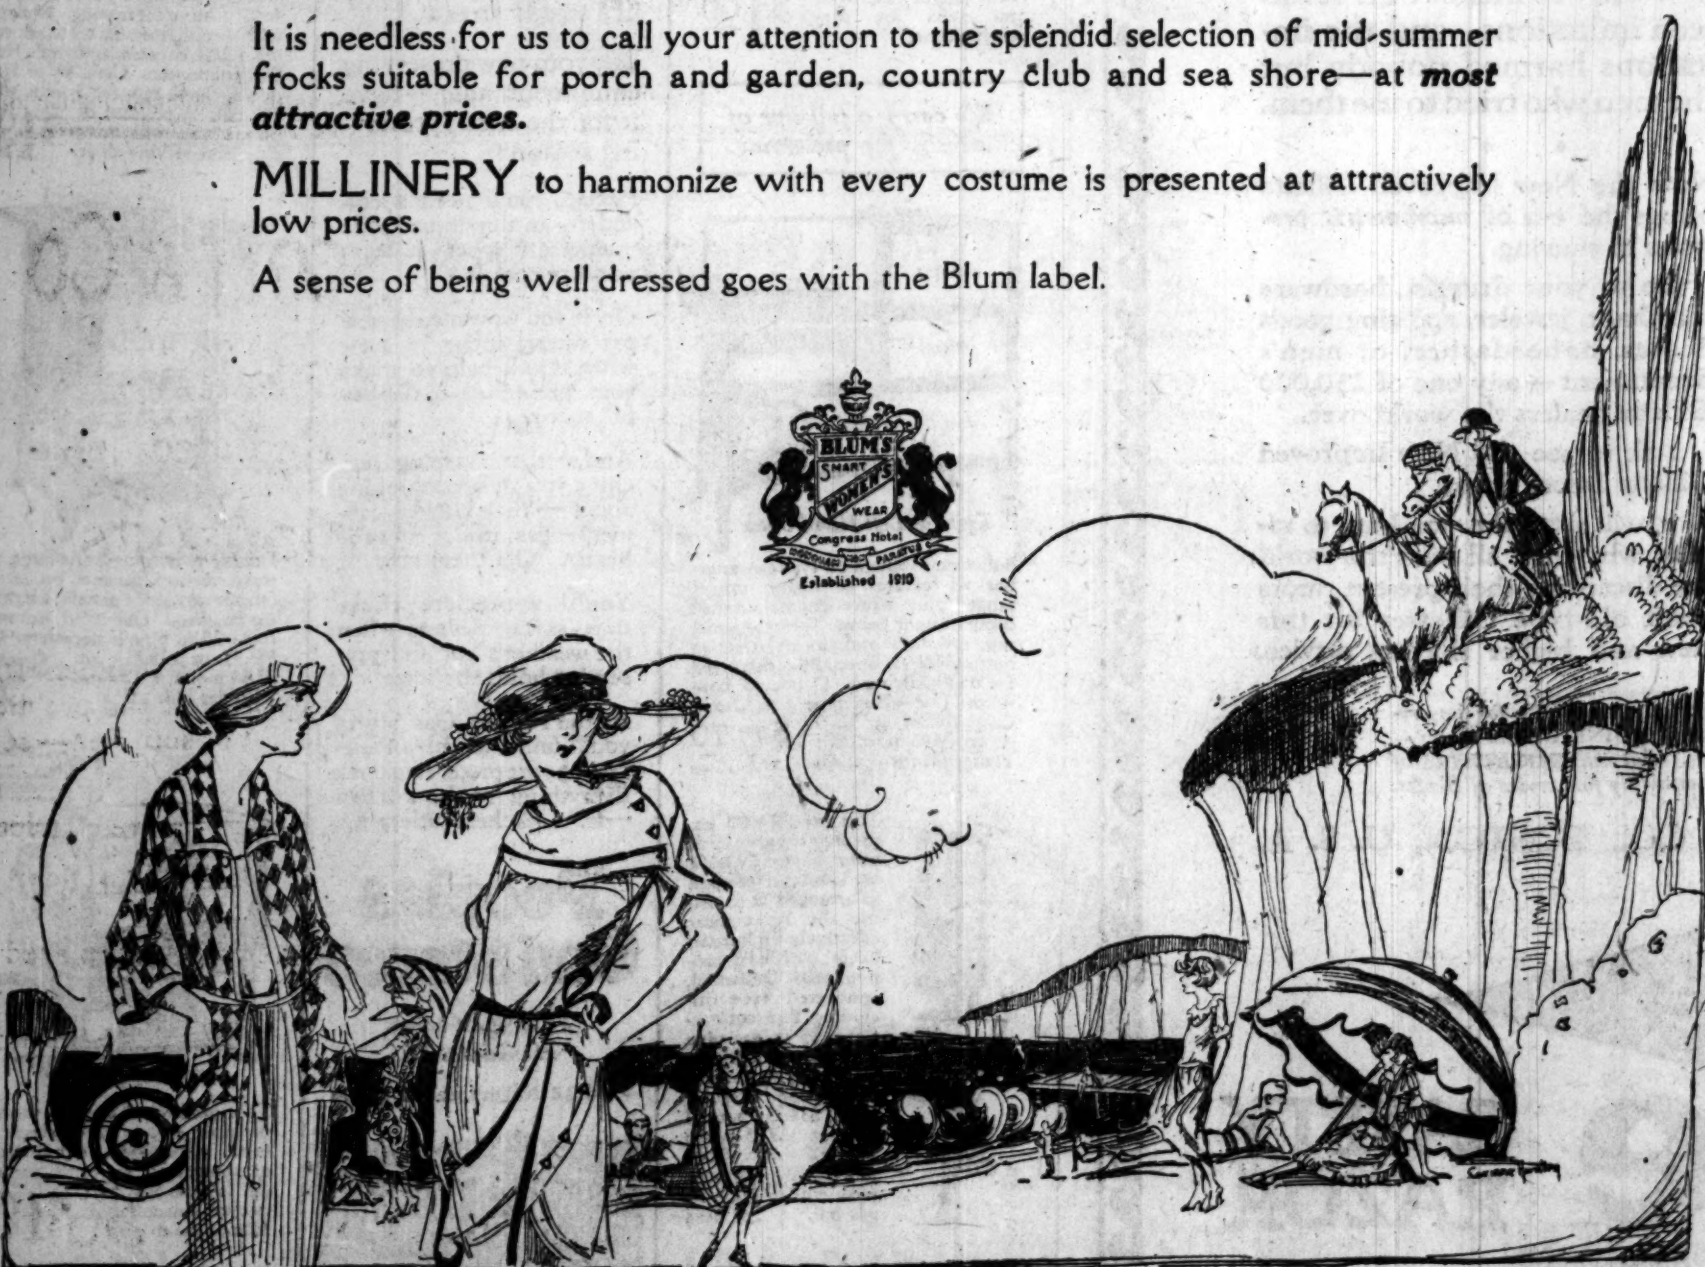 It is needless for us to call your attention to the splendid selection of mid-summer
frocks suitable for porch and garden, country club and sea shore—at most
attractive prices.
MILLINERY to harmonize with every costume is presented at attractively
low prices.
A sense of being well dressed goes with the Blum label.
BLUM'S
SMART
WOMEN'S
WEAR
Congress Hotel
NON PARATUS
Established 1910